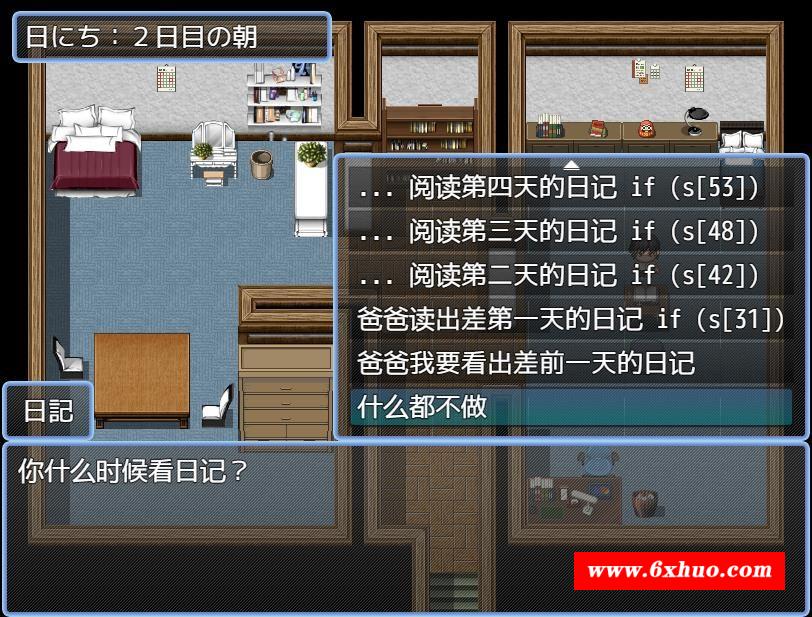 日にち：２日目の朝
... 阅读第四天的日记 if (s[53])
... 阅读第三天的日记 if (s[48])
... 阅读第二天的日记 if (s[42])
爸爸读出差第一天的日记 if (s[31])
爸爸我要看出差前一天的日记
什么都不做
日記
你什么时候看日记？
www.6xhuo.com